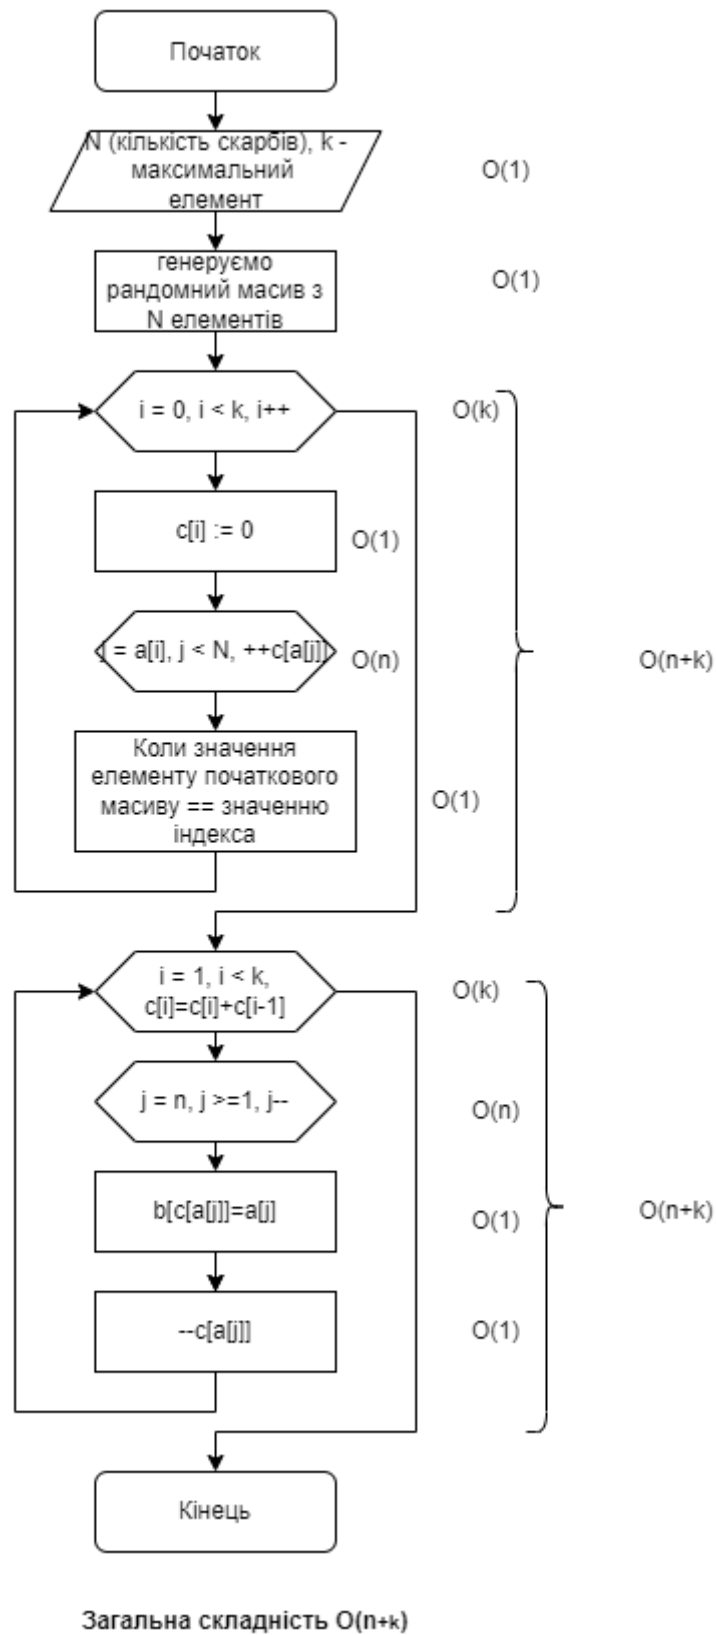 Початок
N (кількість скарбів), k -
максимальний
елемент
O(1)
генеруємо
рандомний масив з
N елементів
O(1)
i = 0, i < k, i++
O(k)
c[i] := 0
O(1)
= a[i], j < N, ++c[a[j]]
O(n)
O(n+k)
Коли значення
елементу початкового
масиву == значенню
індекса
O(1)
i = 1, i < k,
c[i]=c[i]+c[i-1]
O(k)
j = n, j >=1, j--
O(n)
b[c[a[j]]=a[j]
O(1)
O(n+k)
--c[a[j]]
O(1)
Кінець
Загальна складність O(n+k)